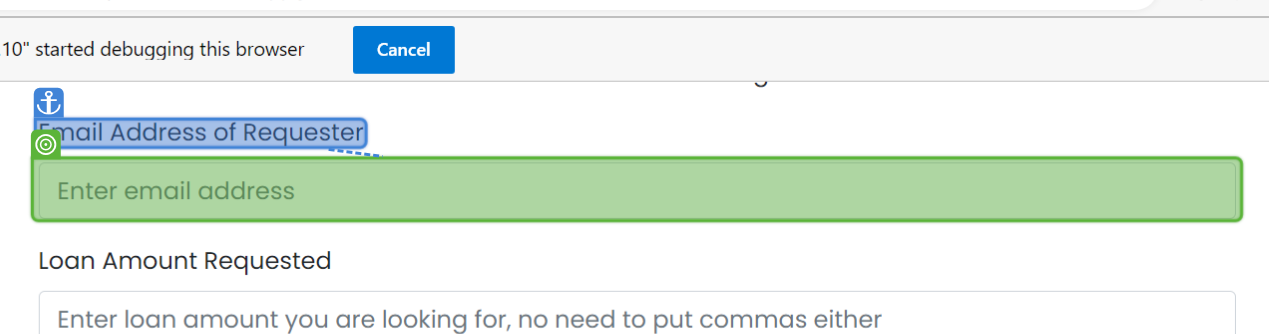 10" started debugging this browser
Cancel
Email Address of Requester
Enter email address
Loan Amount Requested
Enter loan amount you are looking for, no need to put commas either